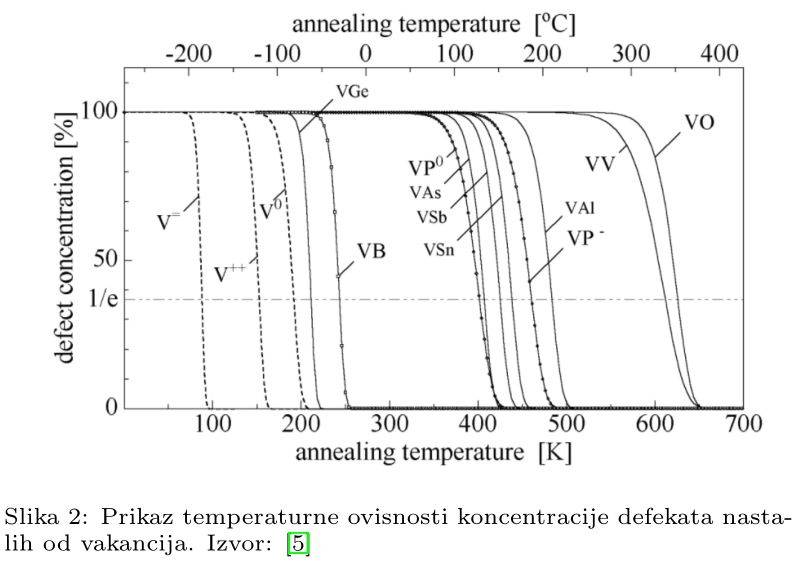 annealing temperature [⁰C]
-200 -100 0 100 200 300 400
VGe
100
VO
VV
VP⁰
VAs
VSb
VSn
V⁼
V⁺⁺
V⁰
VB
VAl
VP⁻
defect concentration [%]
50
1/e
0
100 200 300 400 500 600 700
annealing temperature [K]
Slika 2: Prikaz temperaturne ovisnosti koncentracije defekata nasta-
lih od vakancija. Izvor: [5]